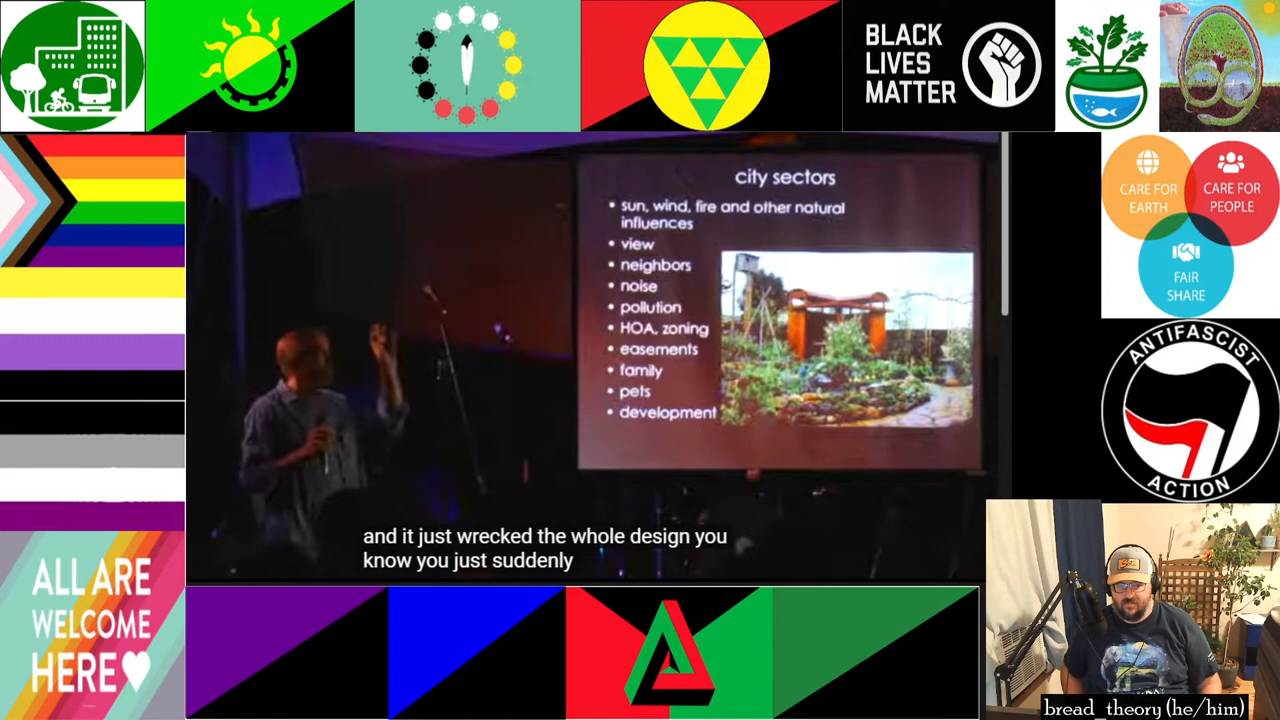 BLACK
LIVES
MATTER
city sectors
• sun, wind, fire and other natural
influences
• view
• neighbors
• noise
• pollution
• HOA, zoning
• easements
• family
• pets
• development
and it just wrecked the whole design you
know you just suddenly
ALL ARE
WELCOME
HERE
CARE FOR
EARTH
CARE FOR
PEOPLE
FAIR
SHARE
ANTIFASCIST
ACTION
bread_theory (he/him)